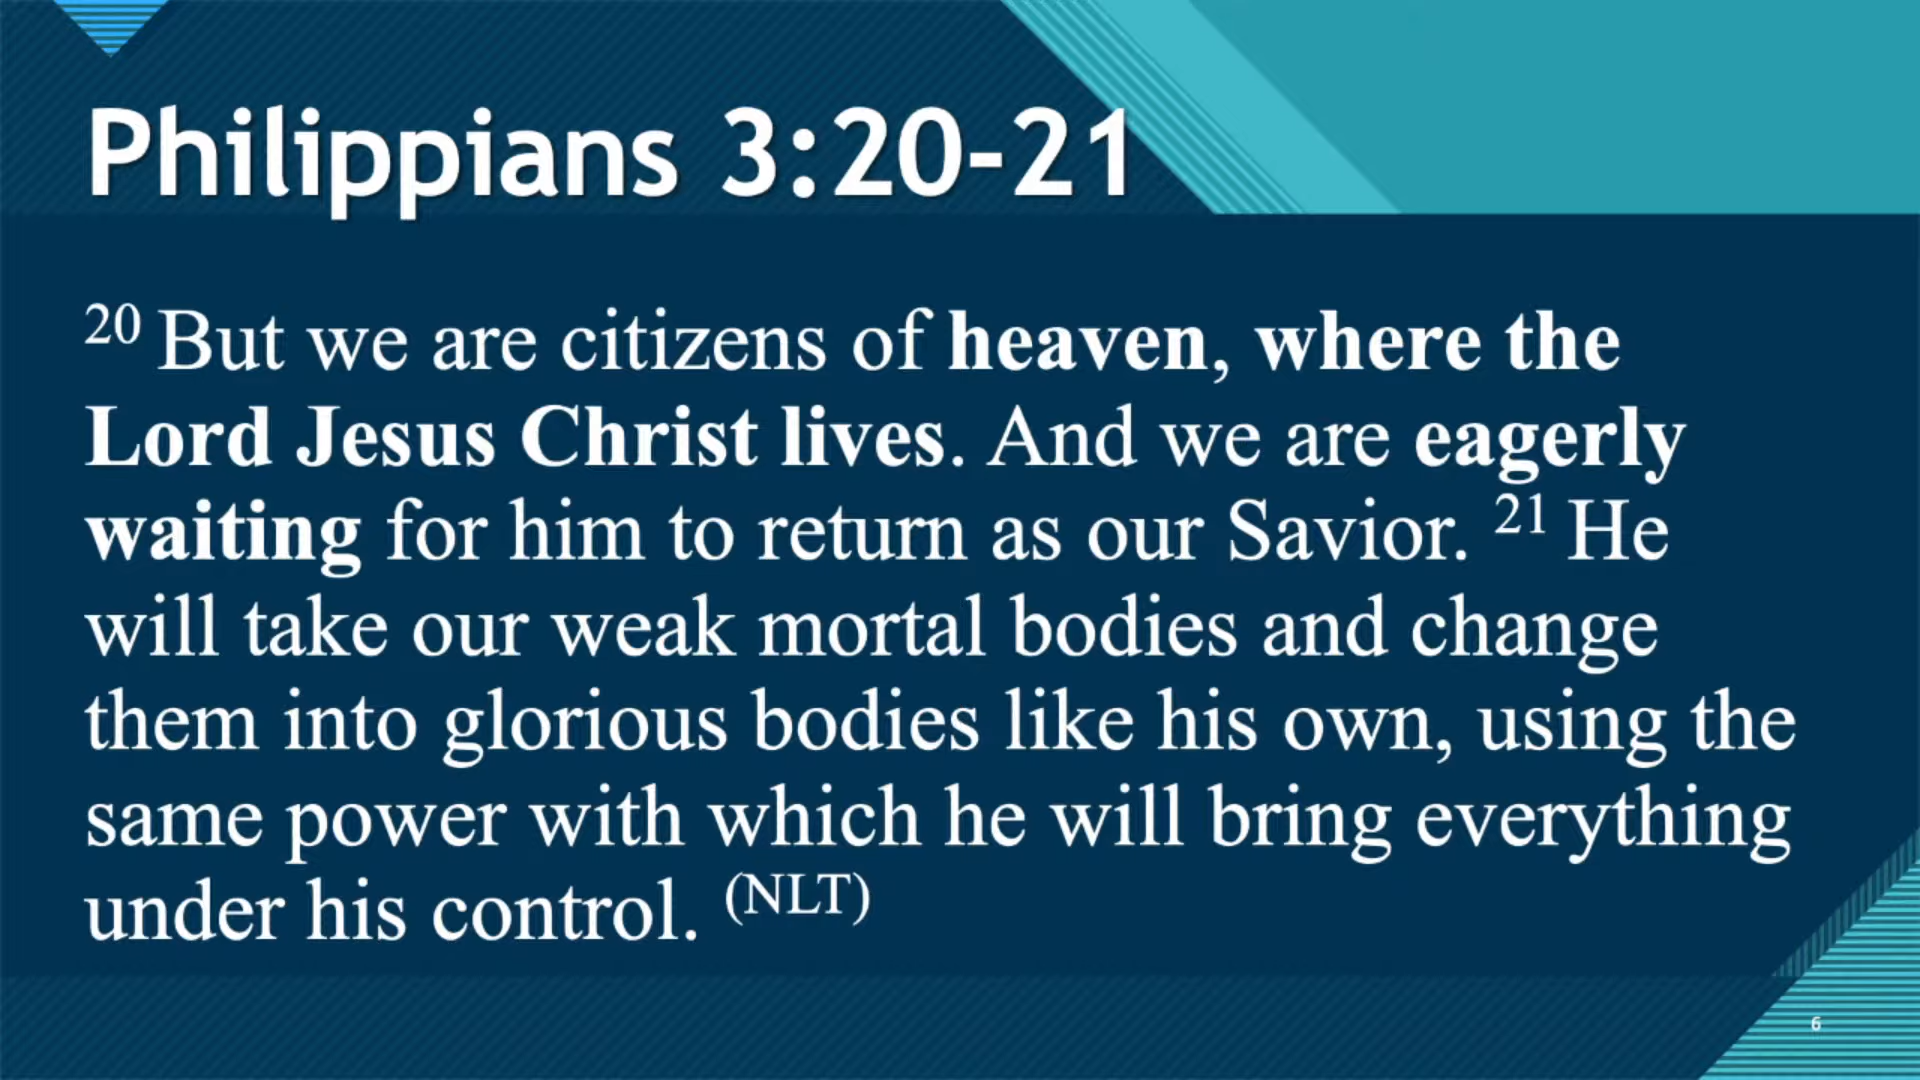 Philippians 3:20-21
20 But we are citizens of heaven, where the
Lord Jesus Christ lives. And we are eagerly
waiting for him to return as our Savior. 21 He
will take our weak mortal bodies and change
them into glorious bodies like his own, using the
same power with which he will bring everything
under his control. (NLT)
6